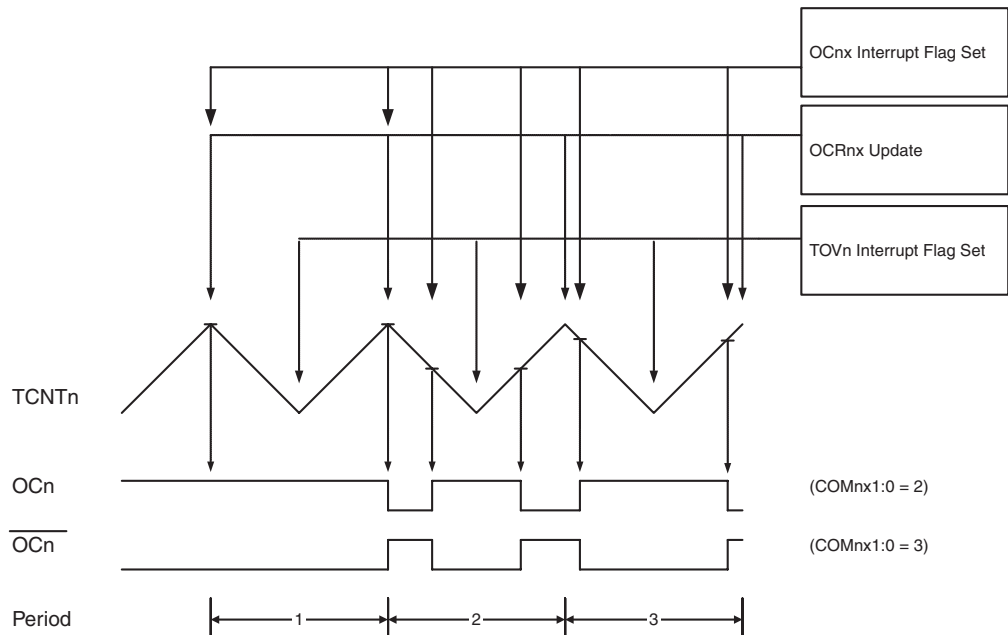 OCnx Interrupt Flag Set
OCRnx Update
TOVn Interrupt Flag Set
TCNTn
OCn
(COMnx1:0 = 2)
OCn
(COMnx1:0 = 3)
Period
1
2
3